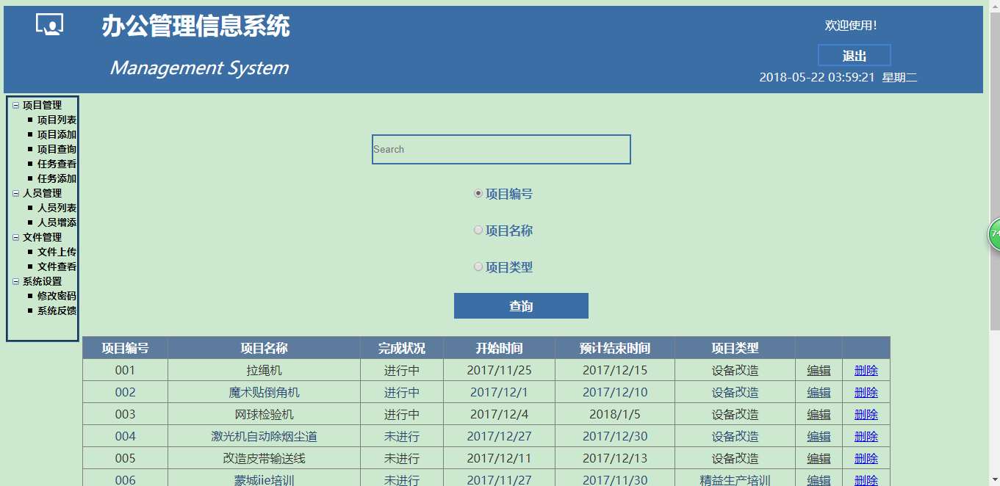 办公管理信息系统
Management System
欢迎使用!
退出
2018-05-22 03:59:21 星期二
项目管理
项目列表
项目添加
项目查询
任务查看
任务添加
人员管理
人员列表
人员增添
文件管理
文件上传
文件查看
系统设置
修改密码
系统反馈
Search
项目编号
项目名称
项目类型
查询
项目编号 项目名称 完成状况 开始时间 预计结束时间 项目类型
001 拉绳机 进行中 2017/11/25 2017/12/15 设备改造 编辑 删除
002 魔术贴倒角机 进行中 2017/12/1 2017/12/10 设备改造 编辑 删除
003 网球检验机 进行中 2017/12/4 2018/1/5 设备改造 编辑 删除
004 激光机自动除烟尘道 未进行 2017/12/27 2017/12/30 设备改造 编辑 删除
005 改造皮带输送线 未进行 2017/12/11 2017/12/13 设备改造 编辑 删除
006 蒙城iie培训 未进行 2017/11/27 2017/11/30 精益生产培训 编辑 删除